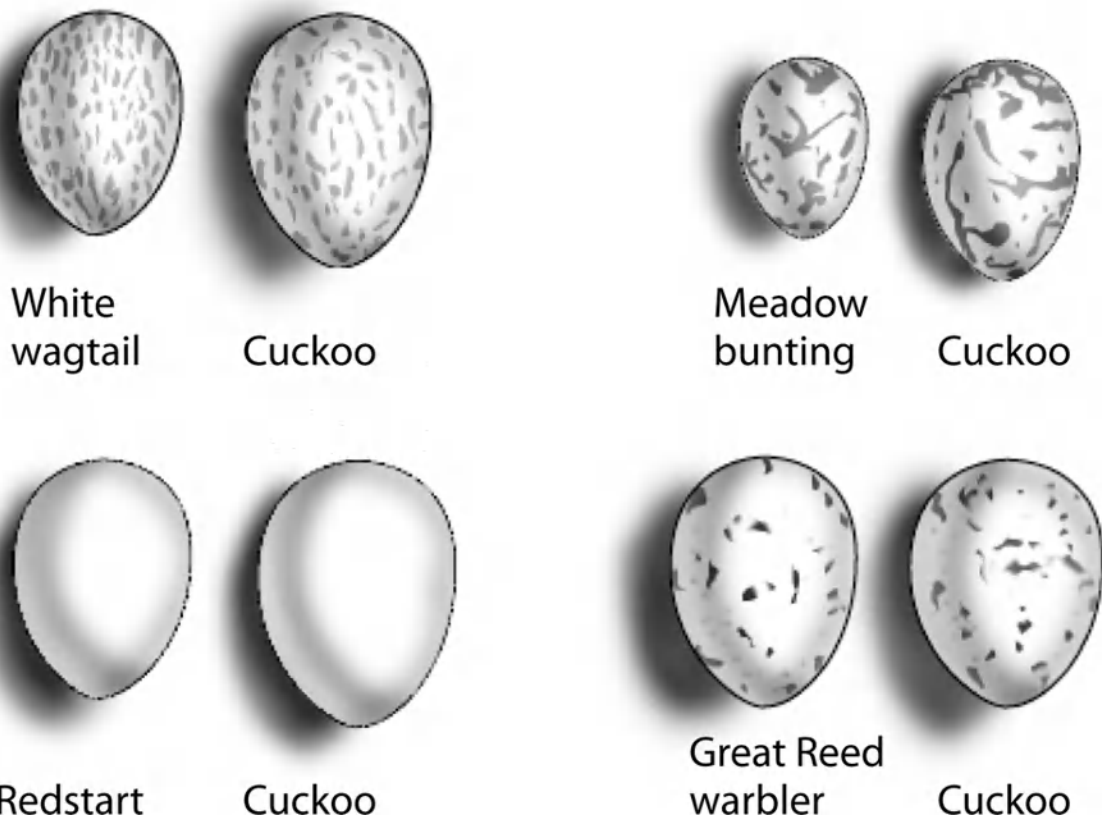 White
wagtail
Cuckoo
Meadow
bunting
Cuckoo
Redstart
Cuckoo
Great Reed
warbler
Cuckoo